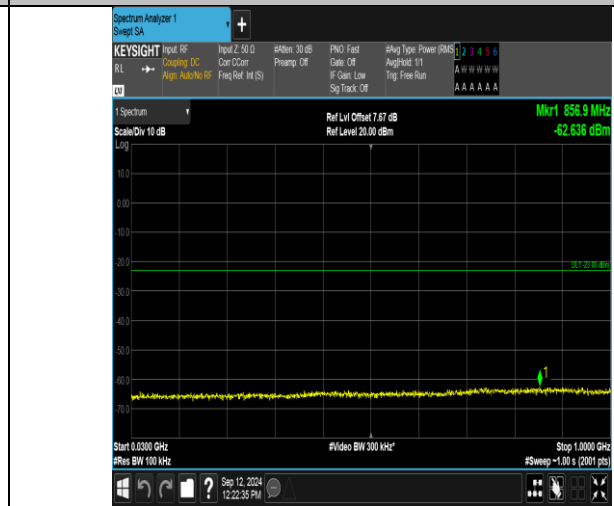 Spectrum Analyzer 1
Swept SA
+
KEYSIGHT Input: RF Input Z: 50 Ω #Atten: 30 dB PNO: Fast #Avg Type: Power (RMS 1 2 3 4 5 6
RL Coupling: DC Corr CCorr Preamp: Off Gate: Off Avg|Hold: 1/1 A W W W W W
Align: Auto/No RF Freq Ref: Int (S) IF Gain: Low Trig: Free Run
LXI Sig Track: Off A A A A A A
1 Spectrum Ref Lvl Offset 7.67 dB Mkr1 856.9 MHz
Scale/Div 10 dB Ref Level 20.00 dBm -62.636 dBm
Log
10.0
0.00
-10.0
-20.0
DL1 -23.00 dBm
-30.0
-40.0
-50.0
1
-60.0
-70.0
Start 0.0300 GHz #Video BW 300 kHz* Stop 1.0000 GHz
#Res BW 100 kHz #Sweep ~1.00 s (2001 pts)
? Sep 12, 2024
12:22:35 PM